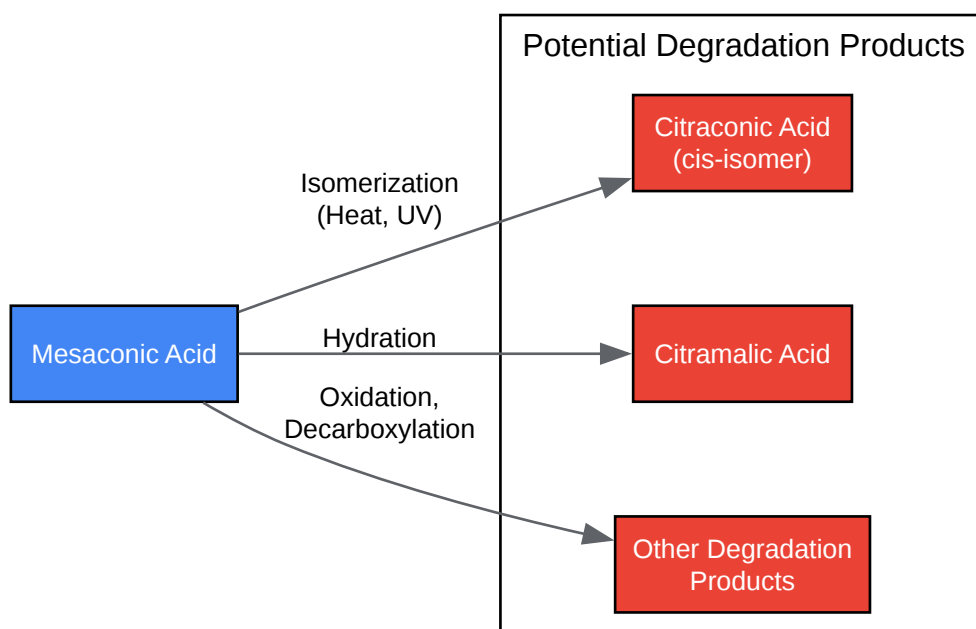 Potential Degradation Products
Citraconic Acid
(cis-isomer)
Isomerization
(Heat, UV)
Mesaconic Acid
Hydration
Citramalic Acid
Oxidation,
Decarboxylation
Other Degradation
Products